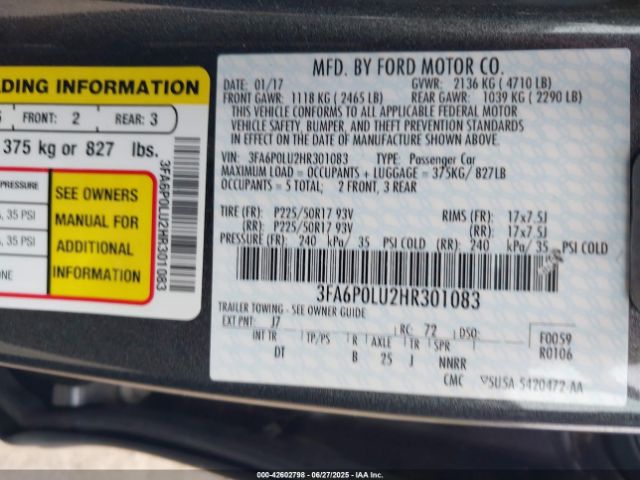 DING INFORMATION
FRONT: 2 REAR: 3
375 kg or 827 lbs.
PRESSURE
35 PSI
35 PSI
SEE OWNERS
MANUAL FOR
ADDITIONAL
INFORMATION
3FA6P0LU2HR301083
MFD. BY FORD MOTOR CO.
DATE: 01/17 GVWR: 2136 KG ( 4710 LB)
FRONT GAWR: 1118 KG ( 2465 LB) REAR GAWR: 1039 KG ( 2290 LB)
THIS VEHICLE CONFORMS TO ALL APPLICABLE FEDERAL MOTOR
VEHICLE SAFETY, BUMPER, AND THEFT PREVENTION STANDARDS
IN EFFECT ON THE DATE OF MANUFACTURE SHOWN ABOVE.
VIN: 3FA6P0LU2HR301083 TYPE: Passenger Car
MAXIMUM LOAD = OCCUPANTS + LUGGAGE = 375KG/ 827LB
OCCUPANTS = 5 TOTAL; 2 FRONT, 3 REAR
TIRE (FR): P225/50R17 93V RIMS (FR): 17x7.5J
(RR): P225/50R17 93V (RR): 17x7.5J
PRESSURE (FR): 240 kPa/ 35 PSI COLD (RR): 240 kPa/ 35 PSI COLD
3FA6P0LU2HR301083
TRAILER TOWING - SEE OWNER GUIDE
EXT PNT: J7 RC: 72 DSO: F0059
INT TR TP/PS R AXLE TR SPR R0106
DT B 25 J NNRR
CMC 5U5A 5420472-AA
000-42602798 - 06/27/2025 - IAAI.COM